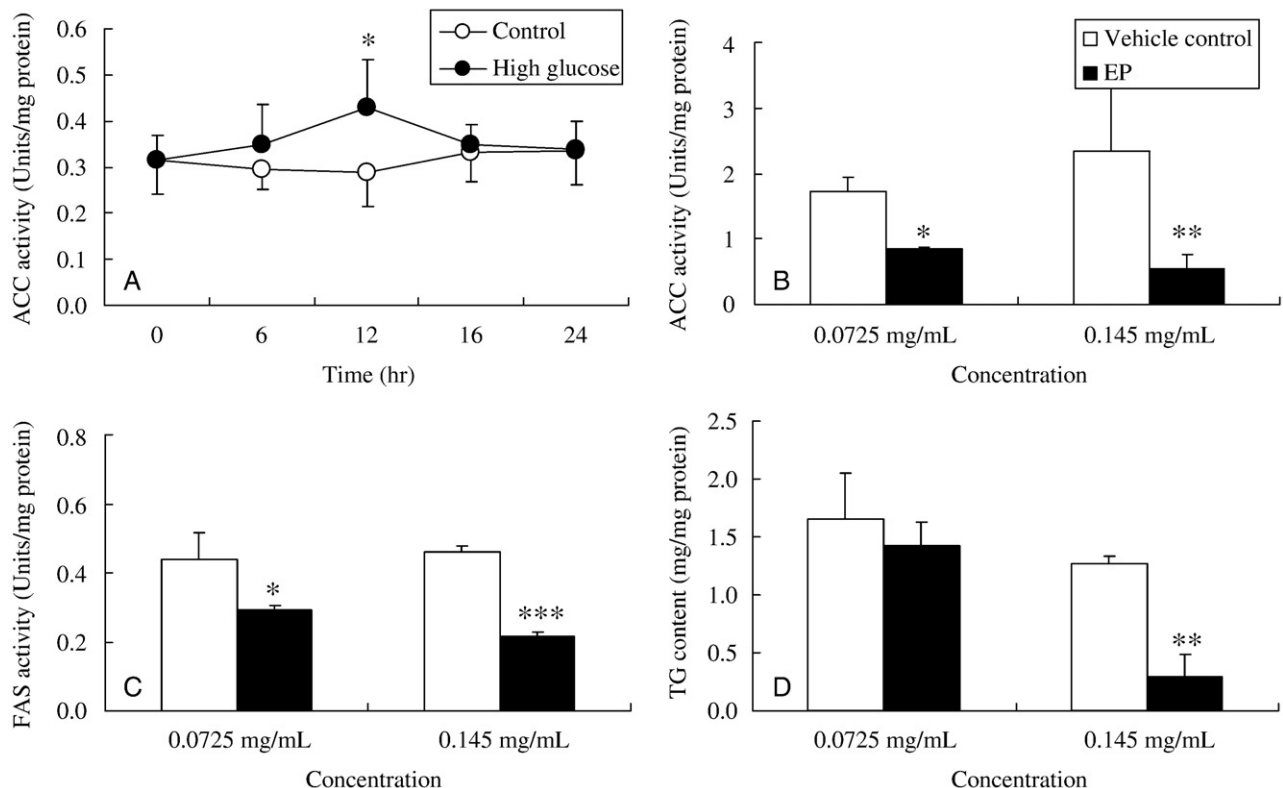 ACC activity (Units/mg protein)
0.6
0.5
0.4
0.3
0.2
0.1
0.0
*
Control
High glucose
A
0 6 12 16 24
Time (hr)
ACC activity (Units/mg protein)
4
3
2
1
0
Vehicle control
EP
*
**
B
0.0725 mg/mL 0.145 mg/mL
Concentration
FAS activity (Units/mg protein)
0.8
0.6
0.4
0.2
0.0
*
***
C
0.0725 mg/mL 0.145 mg/mL
Concentration
TG content (mg/mg protein)
2.5
2.0
1.5
1.0
0.5
0.0
**
D
0.0725 mg/mL 0.145 mg/mL
Concentration